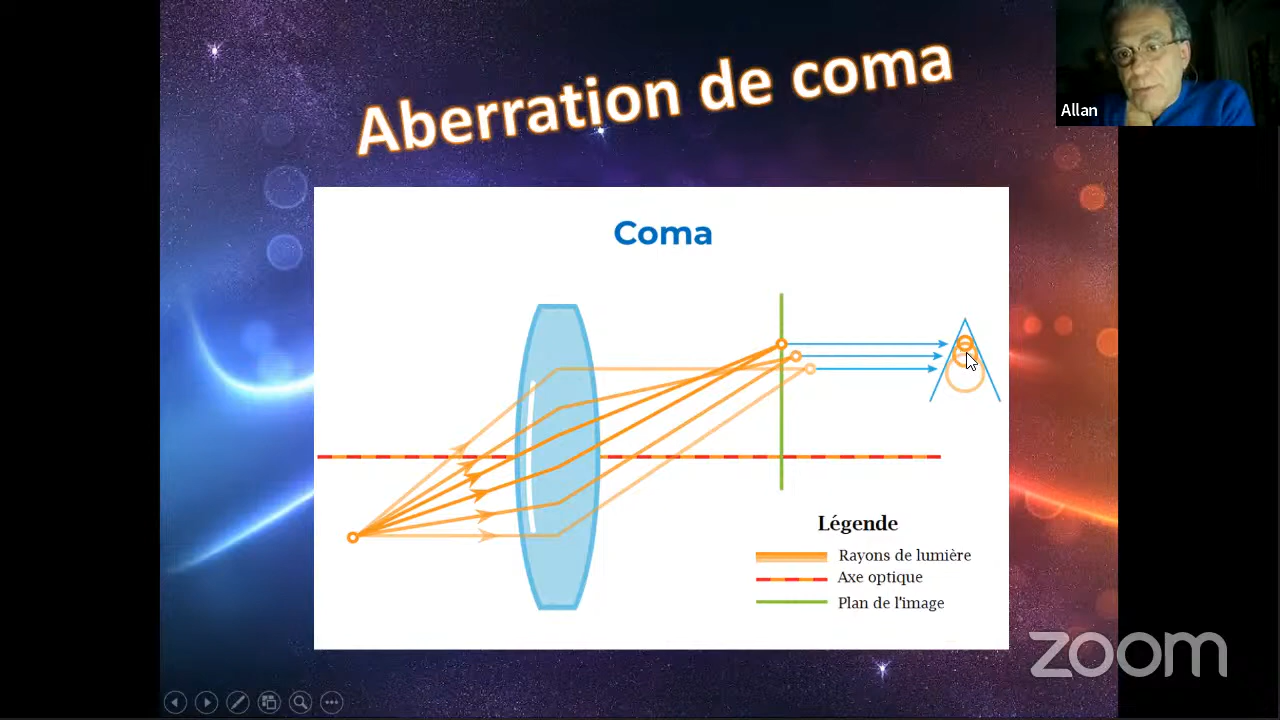 Aberration de coma
Allan
Coma
Légende
Rayons de lumière
Axe optique
Plan de l'image
zoom